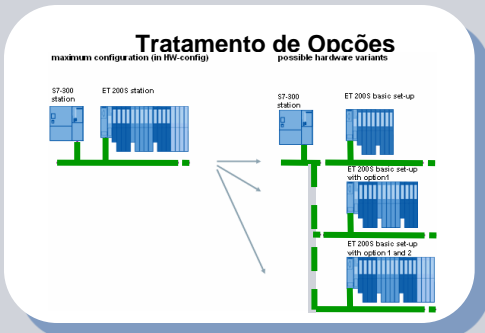 Tratamento de Opções
maximum configuration (in HW-config)
possible hardware variants
S7-300
station
ET 200S station
S7-300
station
ET 200S basic set-up
ET 200S basic set-up
with option1
ET 200S basic set-up
with option 1 and 2